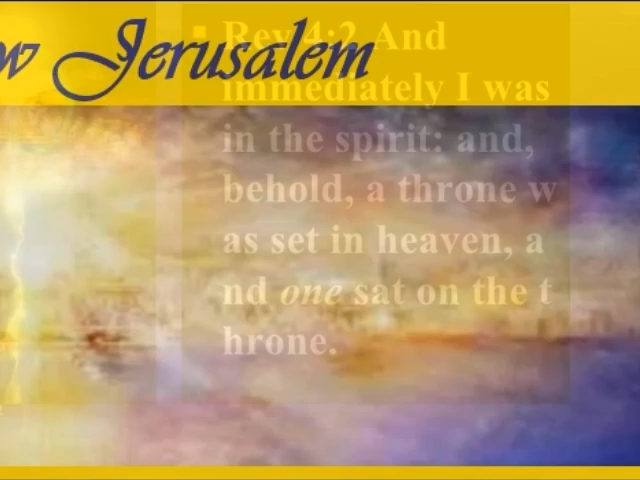 w Jerusalem
Rev 4:2 And
immediately I was
in the spirit: and,
behold, a throne w
as set in heaven, a
nd one sat on the t
hrone.